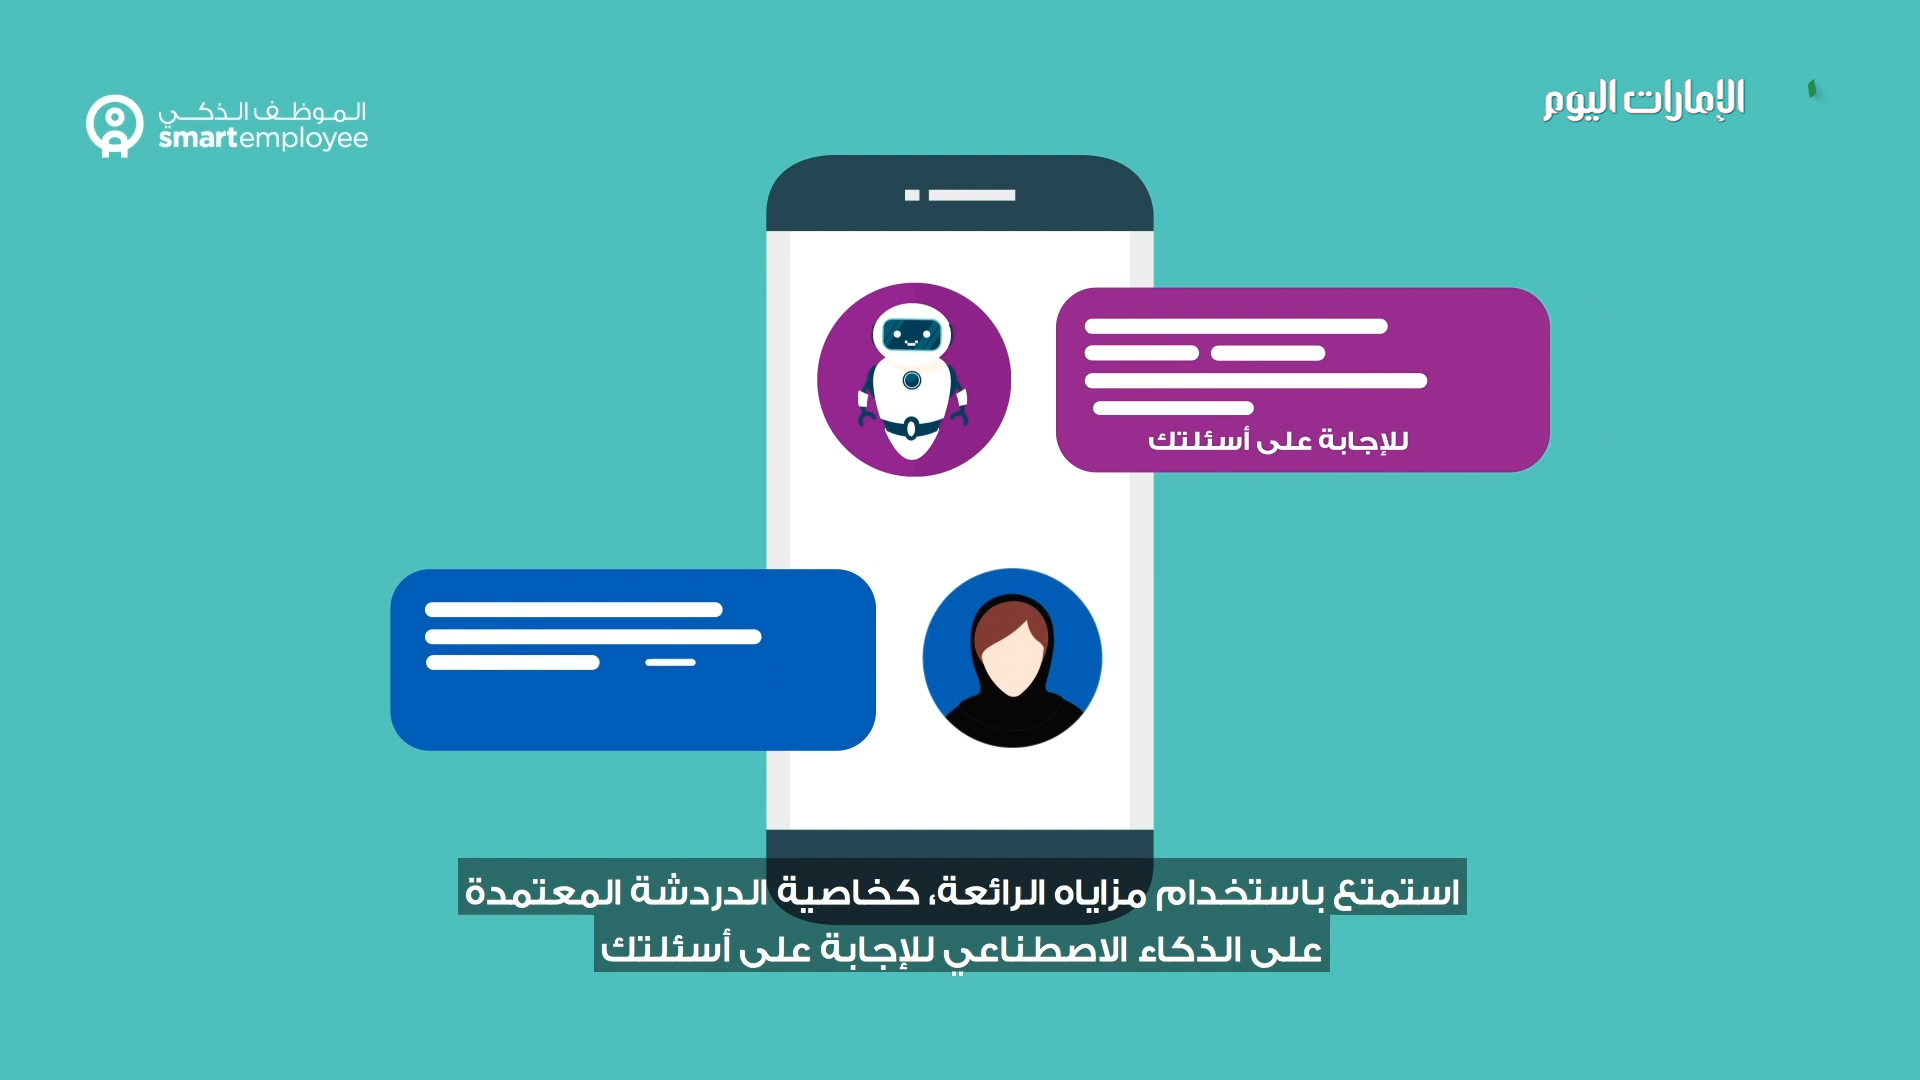 الإمارات اليوم
الموظف الذكي
smartemployee
للإجابة على أسئلتك
استمتع باستخدام مزاياه الرائعة، كخاصية الدردشة المعتمدة
على الذكاء الاصطناعي للإجابة على أسئلتك